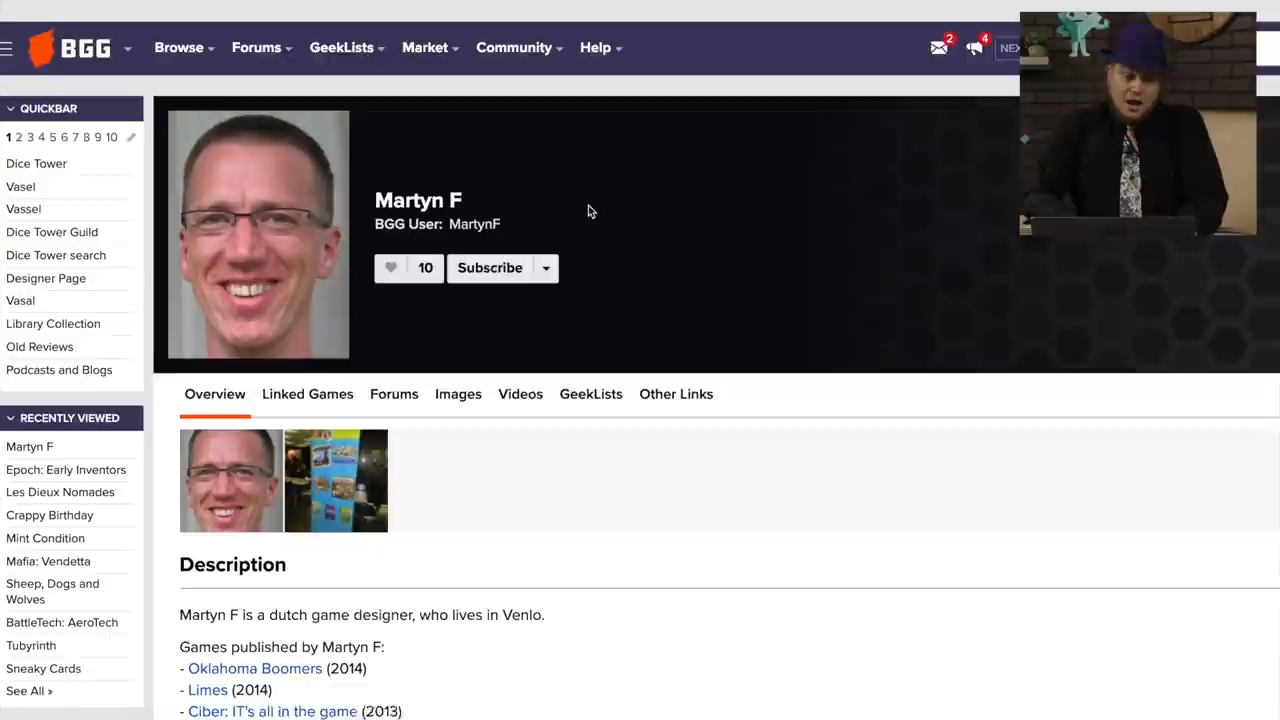 BGG
Browse
Forums
GeekLists
Market
Community
Help
2
4
NEX
QUICKBAR
1 2 3 4 5 6 7 8 9 10
Dice Tower
Vasel
Vassel
Dice Tower Guild
Dice Tower search
Designer Page
Vasal
Library Collection
Old Reviews
Podcasts and Blogs
RECENTLY VIEWED
Martyn F
Epoch: Early Inventors
Les Dieux Nomades
Crappy Birthday
Mint Condition
Mafia: Vendetta
Sheep, Dogs and
Wolves
BattleTech: AeroTech
Tubyrinth
Sneaky Cards
See All »
Martyn F
BGG User: MartynF
10
Subscribe
Overview
Linked Games
Forums
Images
Videos
GeekLists
Other Links
Description
Martyn F is a dutch game designer, who lives in Venlo.
Games published by Martyn F:
- Oklahoma Boomers (2014)
- Limes (2014)
- Ciber: IT's all in the game (2013)